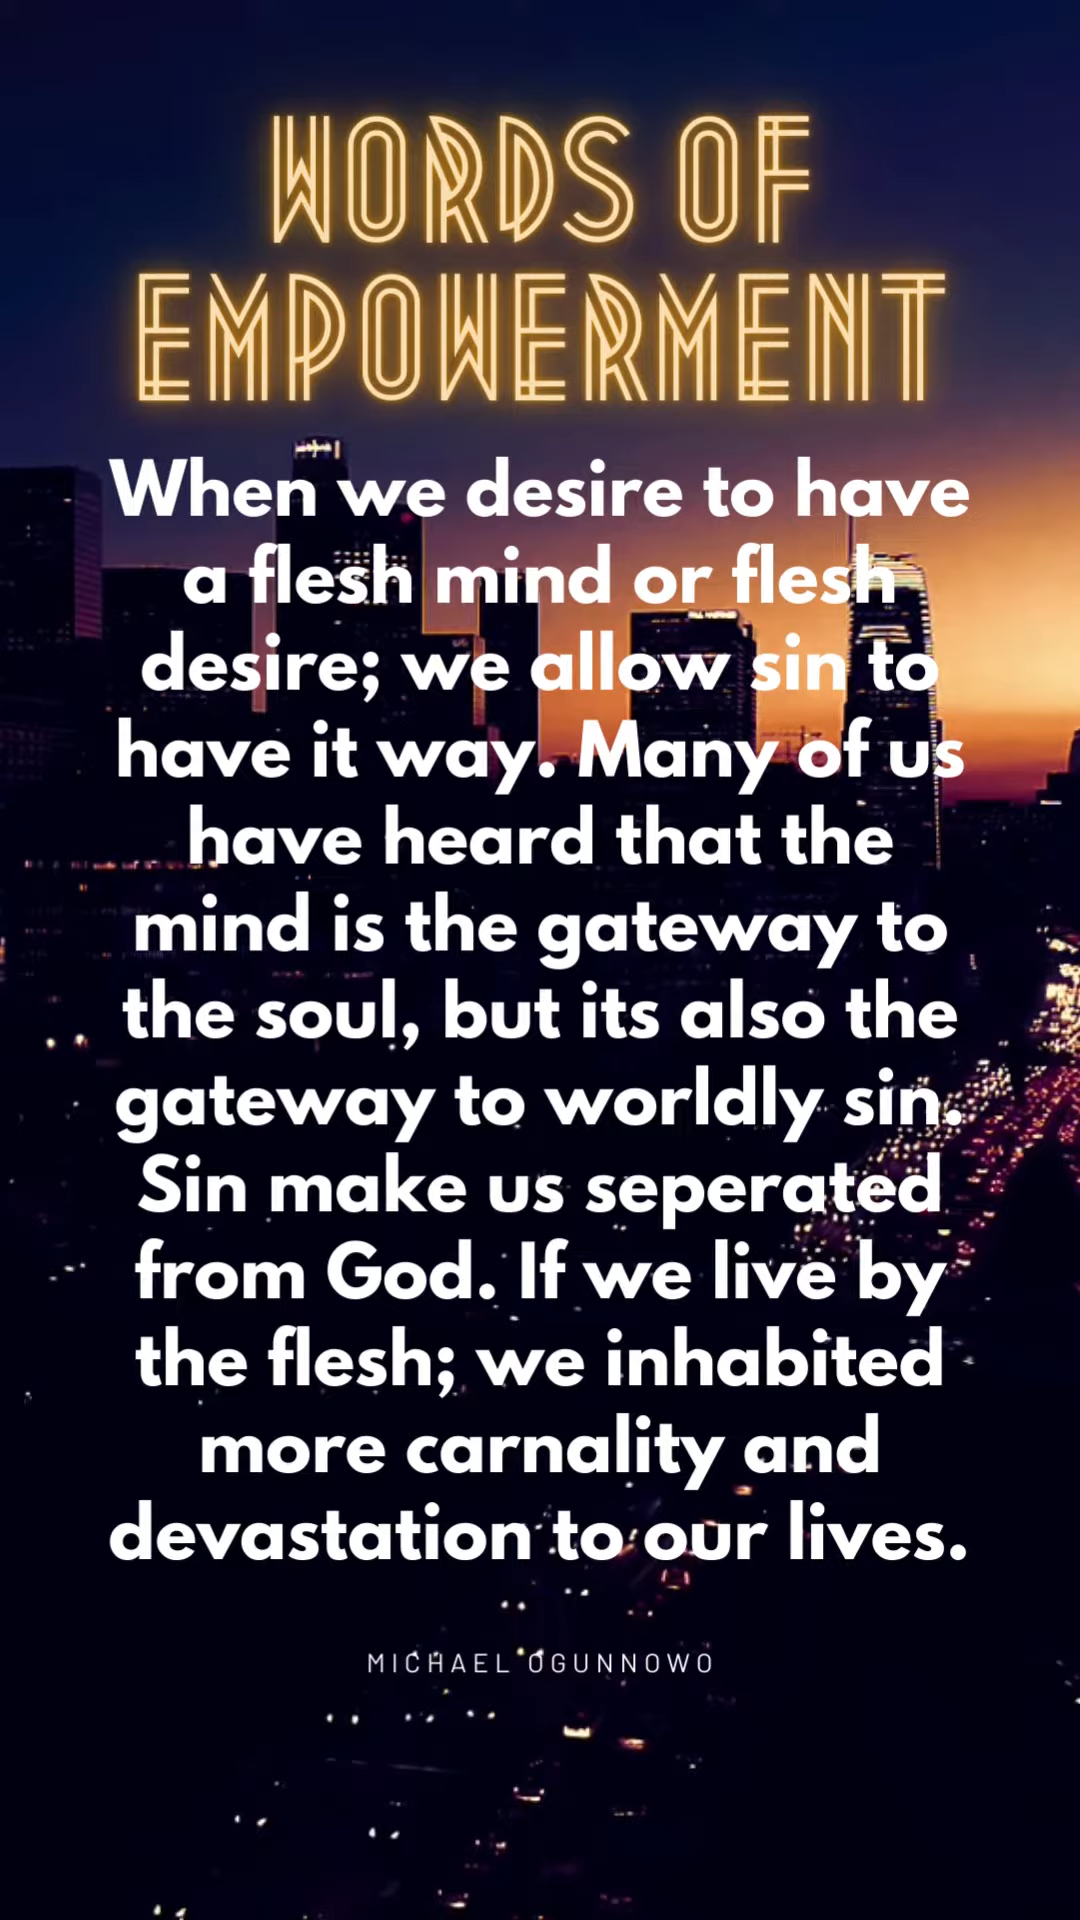 WORDS OF
EMPOWERMENT
When we desire to have
a flesh mind or flesh
desire; we allow sin to
have it way. Many of us
have heard that the
mind is the gateway to
the soul, but its also the
gateway to worldly sin.
Sin make us seperated
from God. If we live by
the flesh; we inhabited
more carnality and
devastation to our lives.
MICHAEL OGUNNOWO